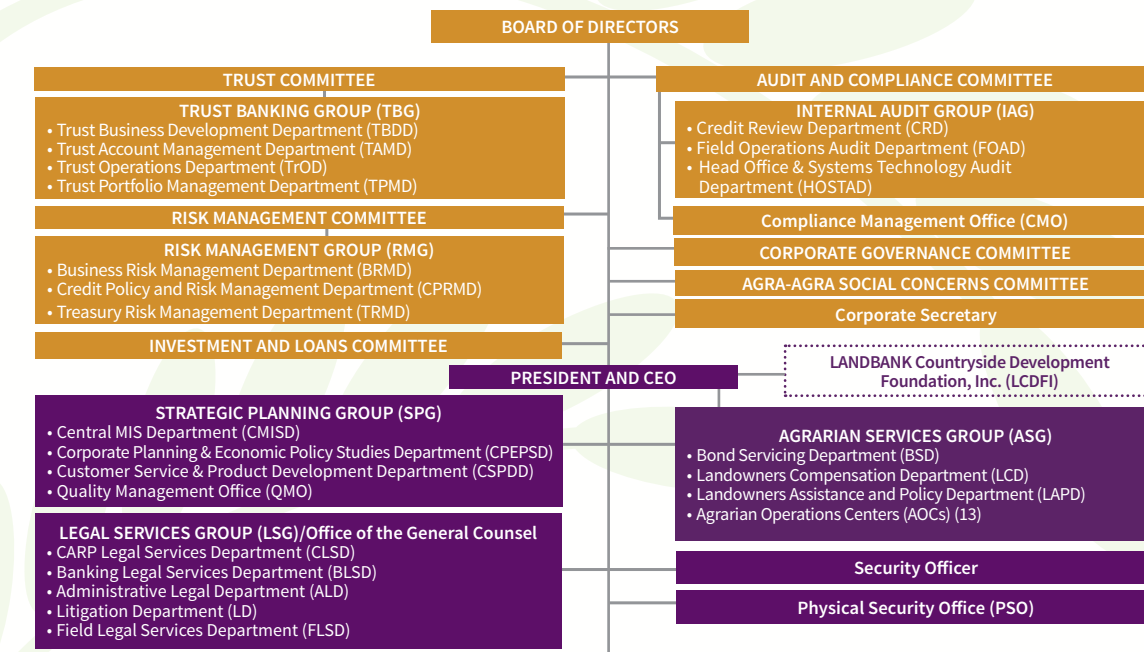 BOARD OF DIRECTORS
TRUST COMMITTEE
TRUST BANKING GROUP (TBG)
• Trust Business Development Department (TBDD)
• Trust Account Management Department (TAMD)
• Trust Operations Department (TrOD)
• Trust Portfolio Management Department (TPMD)
RISK MANAGEMENT COMMITTEE
RISK MANAGEMENT GROUP (RMG)
• Business Risk Management Department (BRMD)
• Credit Policy and Risk Management Department (CPRMD)
• Treasury Risk Management Department (TRMD)
INVESTMENT AND LOANS COMMITTEE
AUDIT AND COMPLIANCE COMMITTEE
INTERNAL AUDIT GROUP (IAG)
• Credit Review Department (CRD)
• Field Operations Audit Department (FOAD)
• Head Office & Systems Technology Audit
Department (HOSTAD)
Compliance Management Office (CMO)
CORPORATE GOVERNANCE COMMITTEE
AGRA-AGRA SOCIAL CONCERNS COMMITTEE
Corporate Secretary
PRESIDENT AND CEO
LANDBANK Countryside Development
Foundation, Inc. (LCDFI)
STRATEGIC PLANNING GROUP (SPG)
• Central MIS Department (CMISD)
• Corporate Planning & Economic Policy Studies Department (CPEPSD)
• Customer Service & Product Development Department (CSPDD)
• Quality Management Office (QMO)
LEGAL SERVICES GROUP (LSG)/Office of the General Counsel
• CARP Legal Services Department (CLSD)
• Banking Legal Services Department (BLSD)
• Administrative Legal Department (ALD)
• Litigation Department (LD)
• Field Legal Services Department (FLSD)
AGRARIAN SERVICES GROUP (ASG)
• Bond Servicing Department (BSD)
• Landowners Compensation Department (LCD)
• Landowners Assistance and Policy Department (LAPD)
• Agrarian Operations Centers (AOCs) (13)
Security Officer
Physical Security Office (PSO)